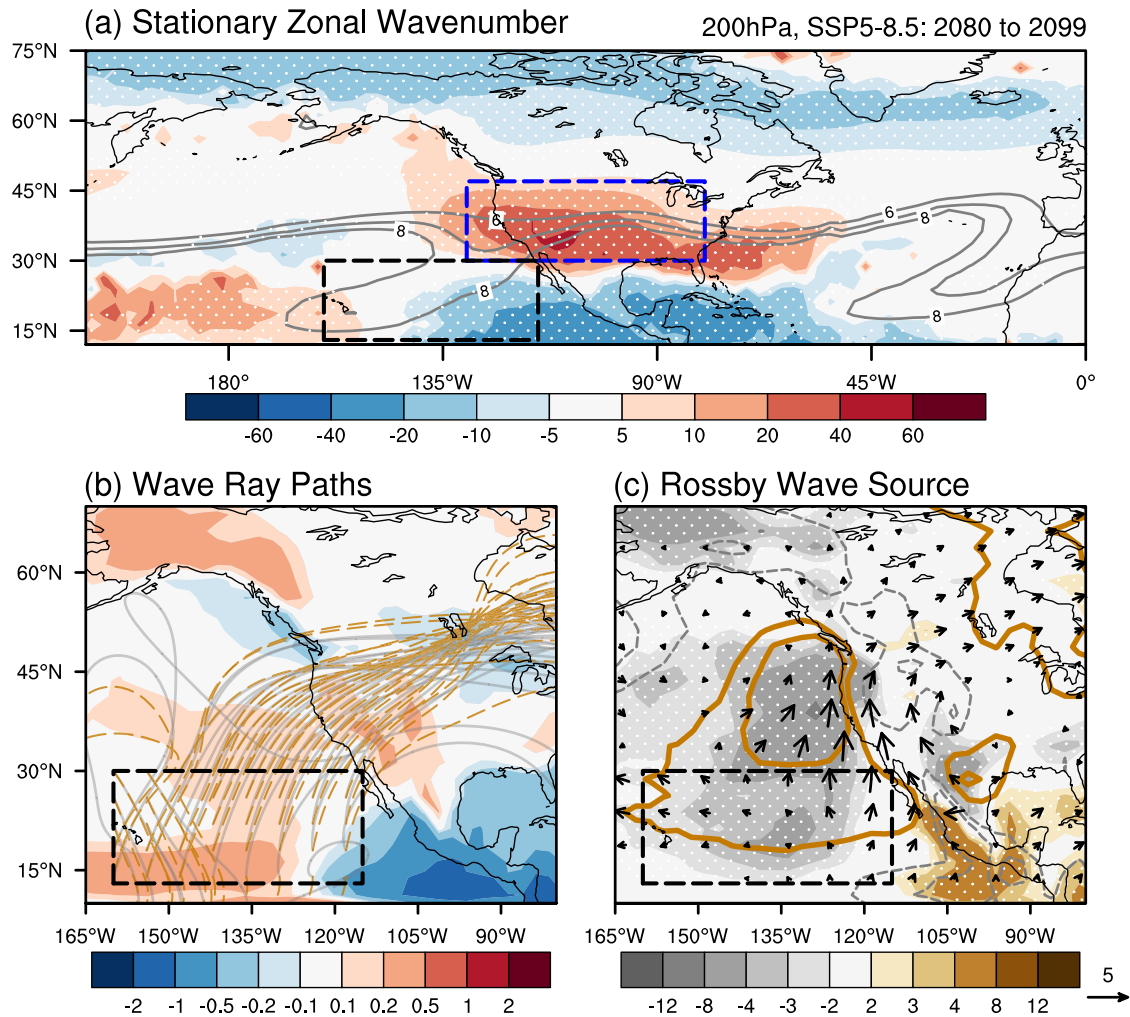 (a) Stationary Zonal Wavenumber
200hPa, SSP5-8.5: 2080 to 2099
75°N
60°N
45°N
30°N
15°N
6
8
6
8
8
8
180°
135°W
90°W
45°W
0°
-60
-40
-20
-10
-5
5
10
20
40
60
(b) Wave Ray Paths
60°N
45°N
30°N
15°N
165°W
150°W
135°W
120°W
105°W
90°W
-2
-1
-0.5
-0.2
-0.1
0.1
0.2
0.5
1
2
(c) Rossby Wave Source
165°W
150°W
135°W
120°W
105°W
90°W
-12
-8
-4
-3
-2
2
3
4
8
12
5